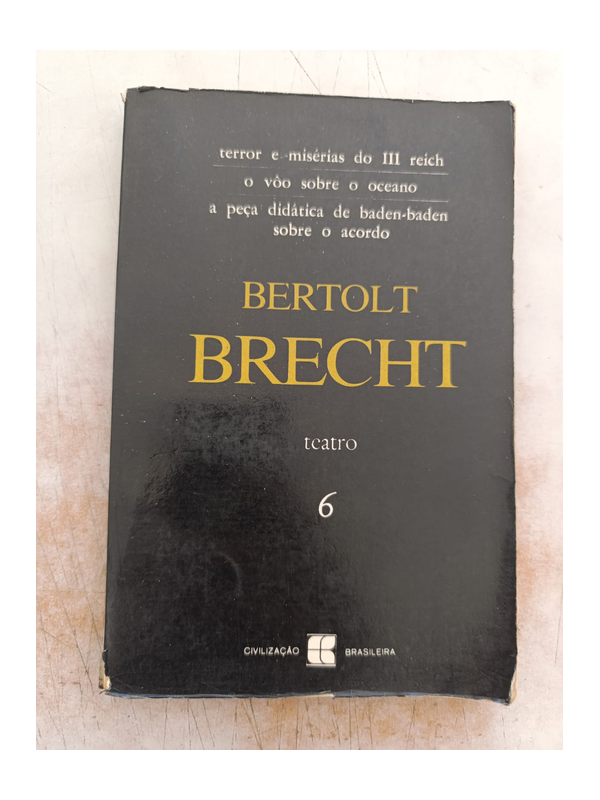 terror e misérias do III reich
o vôo sobre o oceano
a peça didática de baden-baden
sobre o acordo
BERTOLT
BRECHT
teatro
6
CIVILIZAÇÃO BRASILEIRA